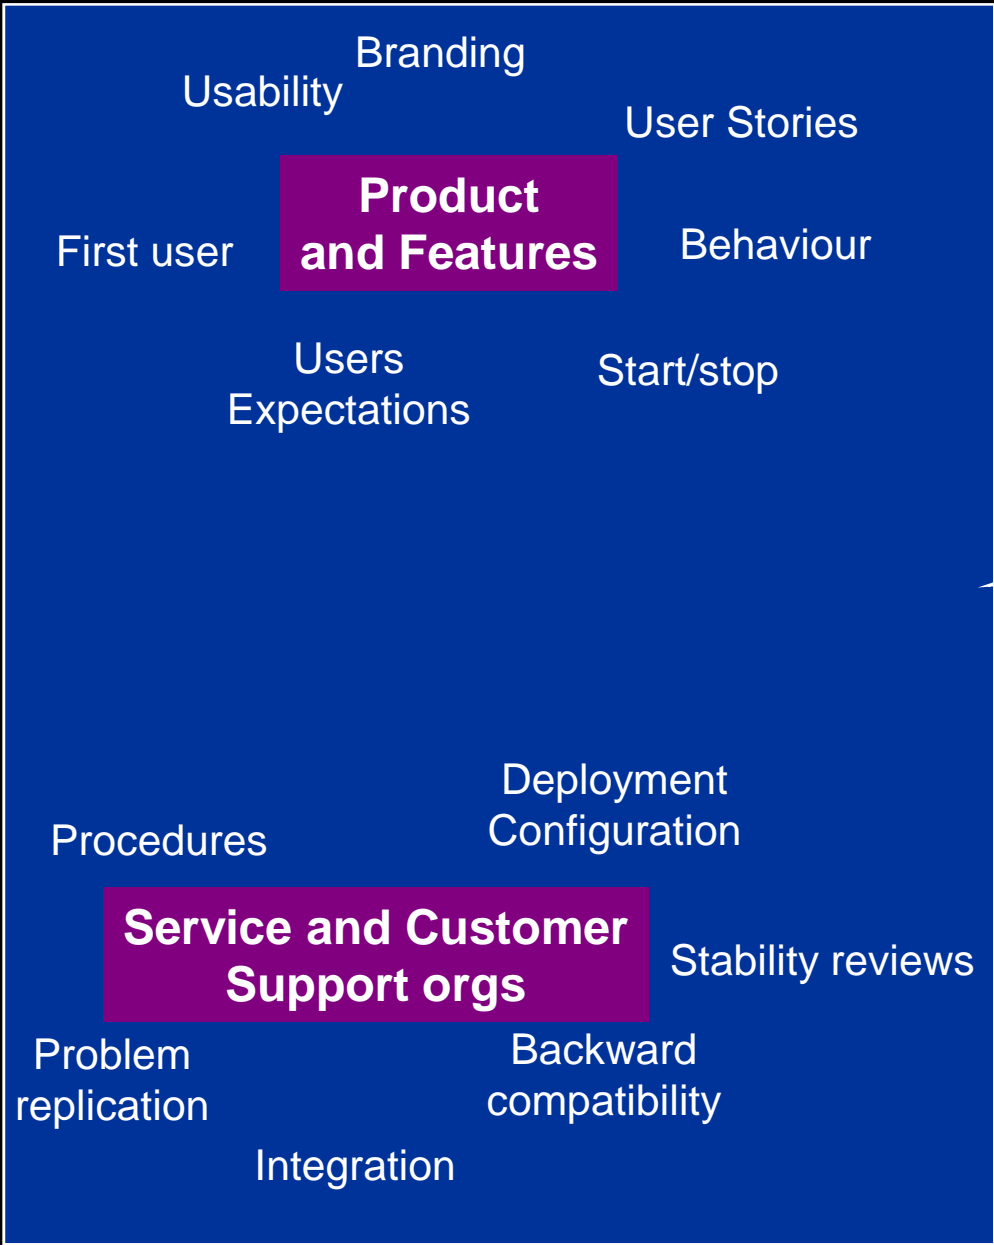 Branding
Usability
User Stories
Product
and Features
First user
Behaviour
Users
Expectations
Start/stop
Deployment
Configuration
Procedures
Service and Customer
Support orgs
Stability reviews
Problem
replication
Backward
compatibility
Integration